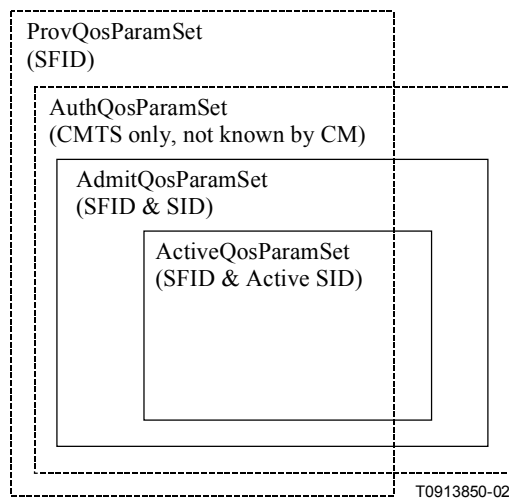 ProvQosParamSet
(SFID)
AuthQosParamSet
(CMTS only, not known by CM)
AdmitQosParamSet
(SFID & SID)
ActiveQosParamSet
(SFID & Active SID)
T0913850-02